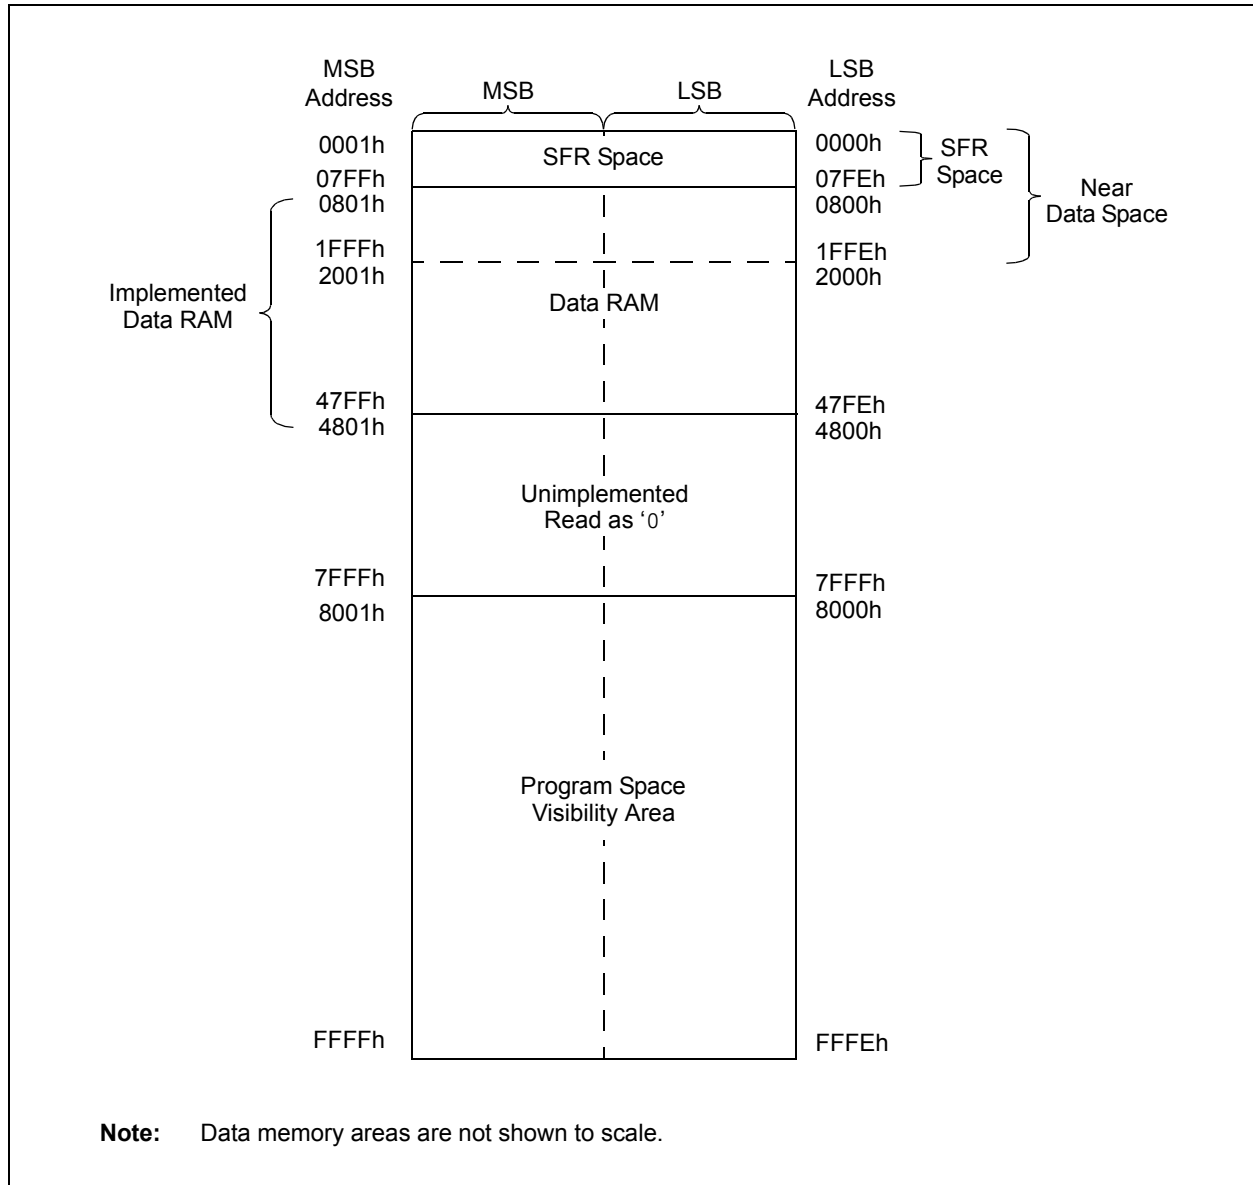 MSB
Address
MSB
LSB
LSB
Address
0001h
SFR Space
0000h
SFR
Space
07FFh
07FEh
0801h
0800h
Near
Data Space
1FFFh
1FFEh
2001h
2000h
Implemented
Data RAM
Data RAM
47FFh
47FEh
4801h
4800h
Unimplemented
Read as ‘0’
7FFFh
7FFFh
8001h
8000h
Program Space
Visibility Area
FFFFh
FFFEh
Note: Data memory areas are not shown to scale.